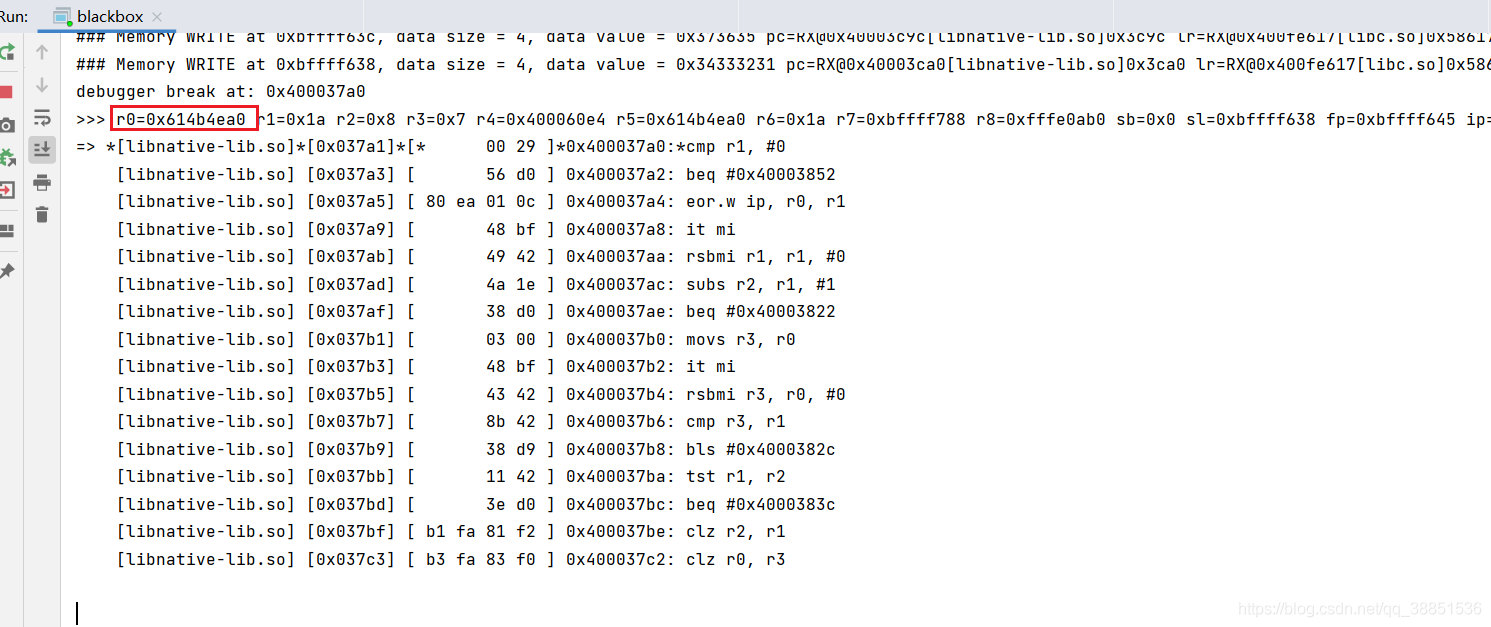 Run: blackbox
### Memory WRITE at 0xbffff63c, data size = 4, data value = 0x373635 pc=RX@0x40003c9c[libnative-lib.so]0x3c9c lr=RX@0x400fe617[libc.so]0x58617
### Memory WRITE at 0xbffff638, data size = 4, data value = 0x34333231 pc=RX@0x40003ca0[libnative-lib.so]0x3ca0 lr=RX@0x400fe617[libc.so]0x586
debugger break at: 0x400037a0
>>> r0=0x614b4ea0 r1=0x1a r2=0x8 r3=0x7 r4=0x400060e4 r5=0x614b4ea0 r6=0x1a r7=0xbffff788 r8=0xfffe0ab0 sb=0x0 sl=0xbffff638 fp=0xbffff645 ip=
=> *[libnative-lib.so]*[0x037a1]*[* 00 29 ]*0x400037a0:*cmp r1, #0
[libnative-lib.so] [0x037a3] [ 56 d0 ] 0x400037a2: beq #0x40003852
[libnative-lib.so] [0x037a5] [ 80 ea 01 0c ] 0x400037a4: eor.w ip, r0, r1
[libnative-lib.so] [0x037a9] [ 48 bf ] 0x400037a8: it mi
[libnative-lib.so] [0x037ab] [ 49 42 ] 0x400037aa: rsbmi r1, r1, #0
[libnative-lib.so] [0x037ad] [ 4a 1e ] 0x400037ac: subs r2, r1, #1
[libnative-lib.so] [0x037af] [ 38 d0 ] 0x400037ae: beq #0x40003822
[libnative-lib.so] [0x037b1] [ 03 00 ] 0x400037b0: movs r3, r0
[libnative-lib.so] [0x037b3] [ 48 bf ] 0x400037b2: it mi
[libnative-lib.so] [0x037b5] [ 43 42 ] 0x400037b4: rsbmi r3, r0, #0
[libnative-lib.so] [0x037b7] [ 8b 42 ] 0x400037b6: cmp r3, r1
[libnative-lib.so] [0x037b9] [ 38 d9 ] 0x400037b8: bls #0x4000382c
[libnative-lib.so] [0x037bb] [ 11 42 ] 0x400037ba: tst r1, r2
[libnative-lib.so] [0x037bd] [ 3e d0 ] 0x400037bc: beq #0x4000383c
[libnative-lib.so] [0x037bf] [ b1 fa 81 f2 ] 0x400037be: clz r2, r1
[libnative-lib.so] [0x037c3] [ b3 fa 83 f0 ] 0x400037c2: clz r0, r3
https://blog.csdn.net/qq_38851536